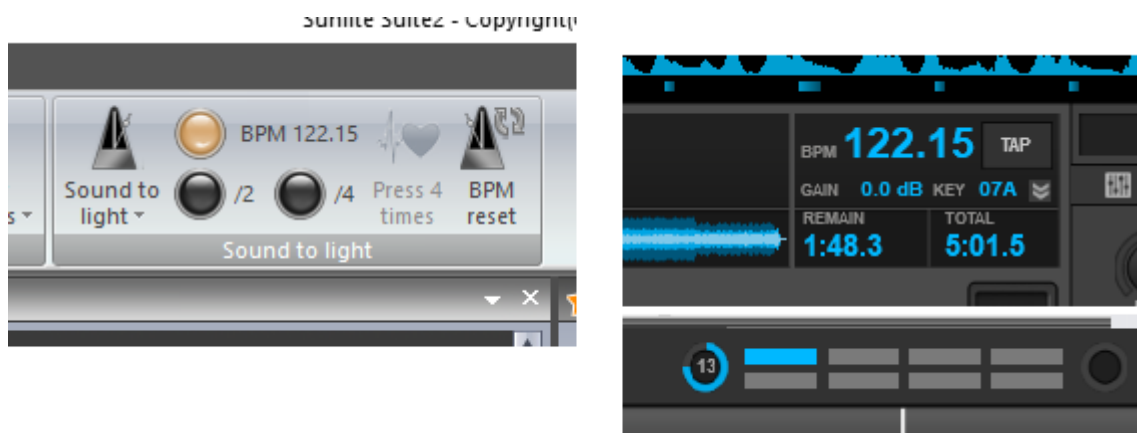 Sunlite Suite2 - Copyright(
Sound to light
BPM 122.15
/2
/4
Press 4 times
BPM reset
s
Sound to light
BPM 122.15 TAP
GAIN 0.0 dB KEY 07A
REMAIN TOTAL
1:48.3 5:01.5
13